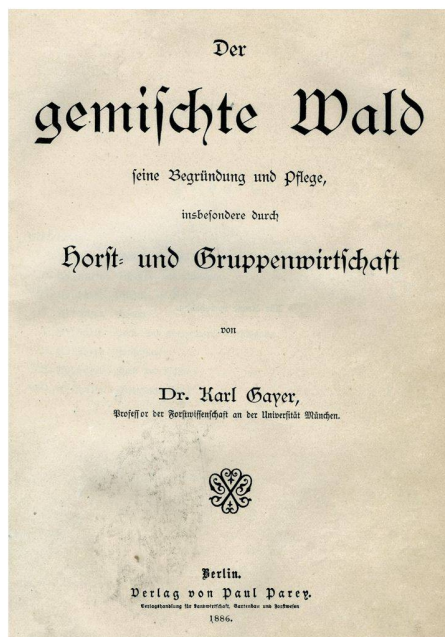 Der
gemischte Wald
seine Begründung und Pflege,
insbesondere durch
Horst- und Gruppenwirtschaft
von
Dr. Karl Gayer,
Professor der Forstwissenschaft an der Universität München.
Berlin.
Verlag von Paul Parey.
Verlagshandlung für Landwirtschaft, Gartenbau und Forstwesen
1886.